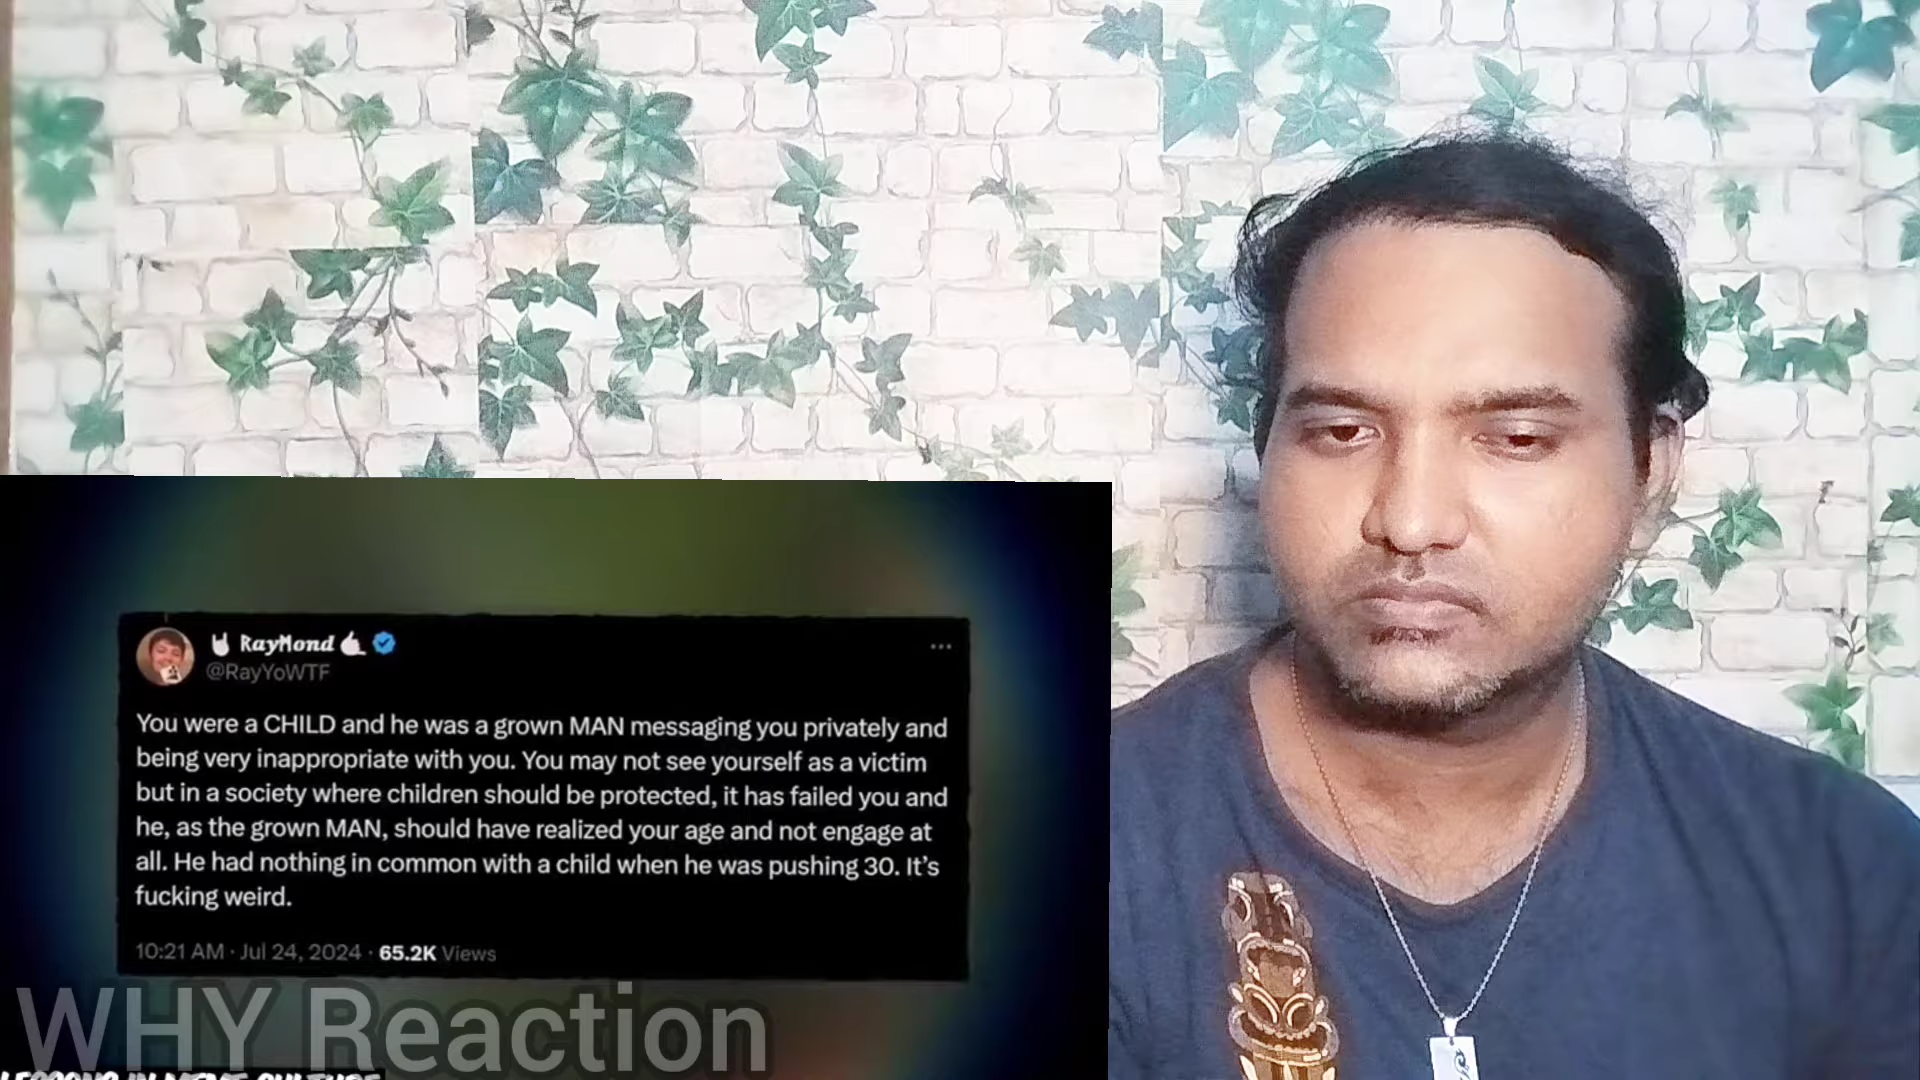 RayMond
@RayYoWTF
You were a CHILD and he was a grown MAN messaging you privately and
being very inappropriate with you. You may not see yourself as a victim
but in a society where children should be protected, it has failed you and
he, as the grown MAN, should have realized your age and not engage at
all. He had nothing in common with a child when he was pushing 30. It's
fucking weird.
10:21 AM · Jul 24, 2024 · 65.2K Views
WHY Reaction
LESSONS IN MEME CULTURE